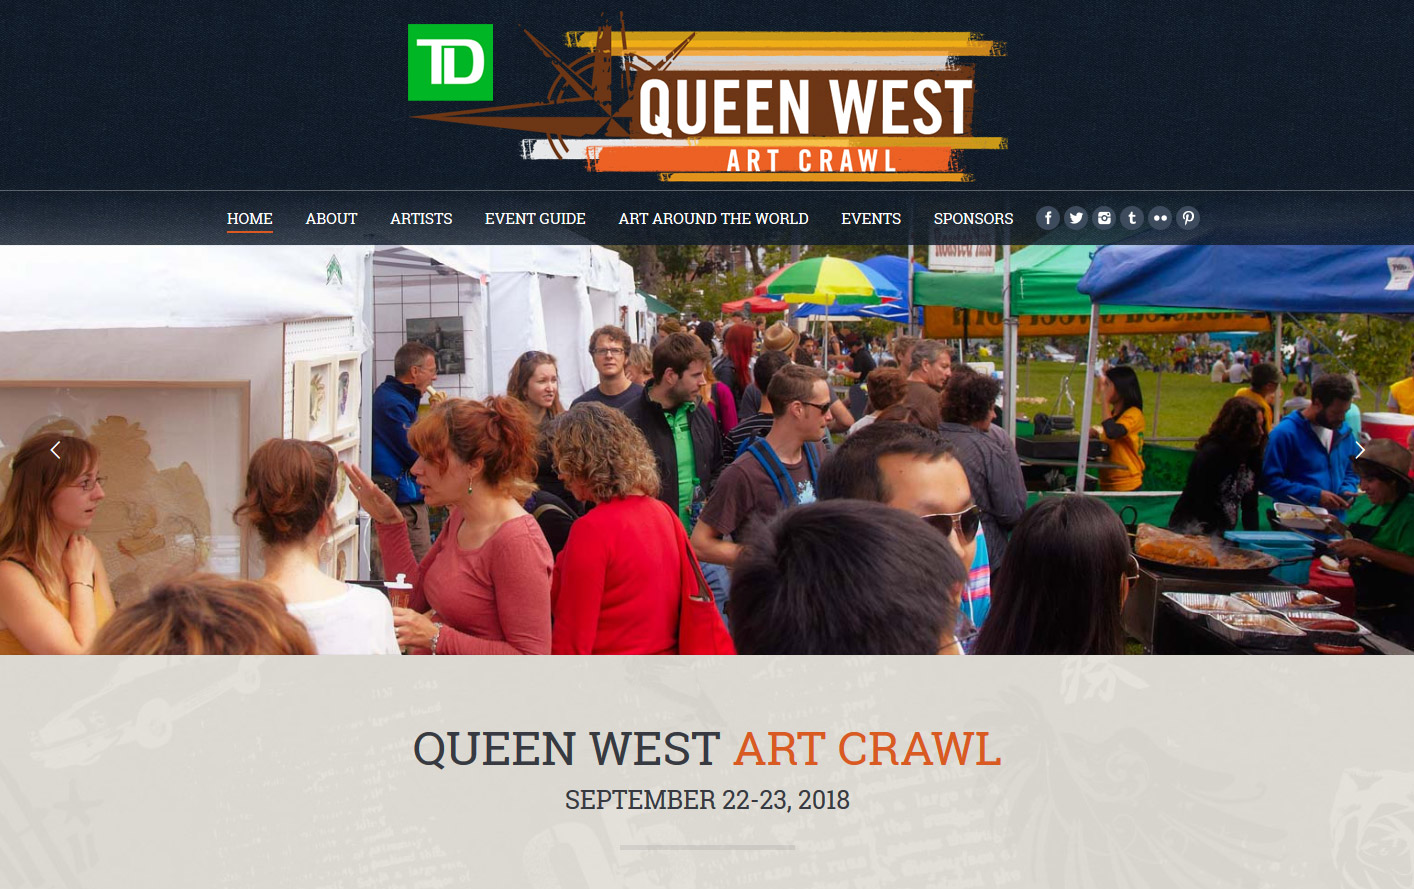 TD
QUEEN WEST
ART CRAWL
HOME ABOUT ARTISTS EVENT GUIDE ART AROUND THE WORLD EVENTS SPONSORS
QUEEN WEST ART CRAWL
SEPTEMBER 22-23, 2018